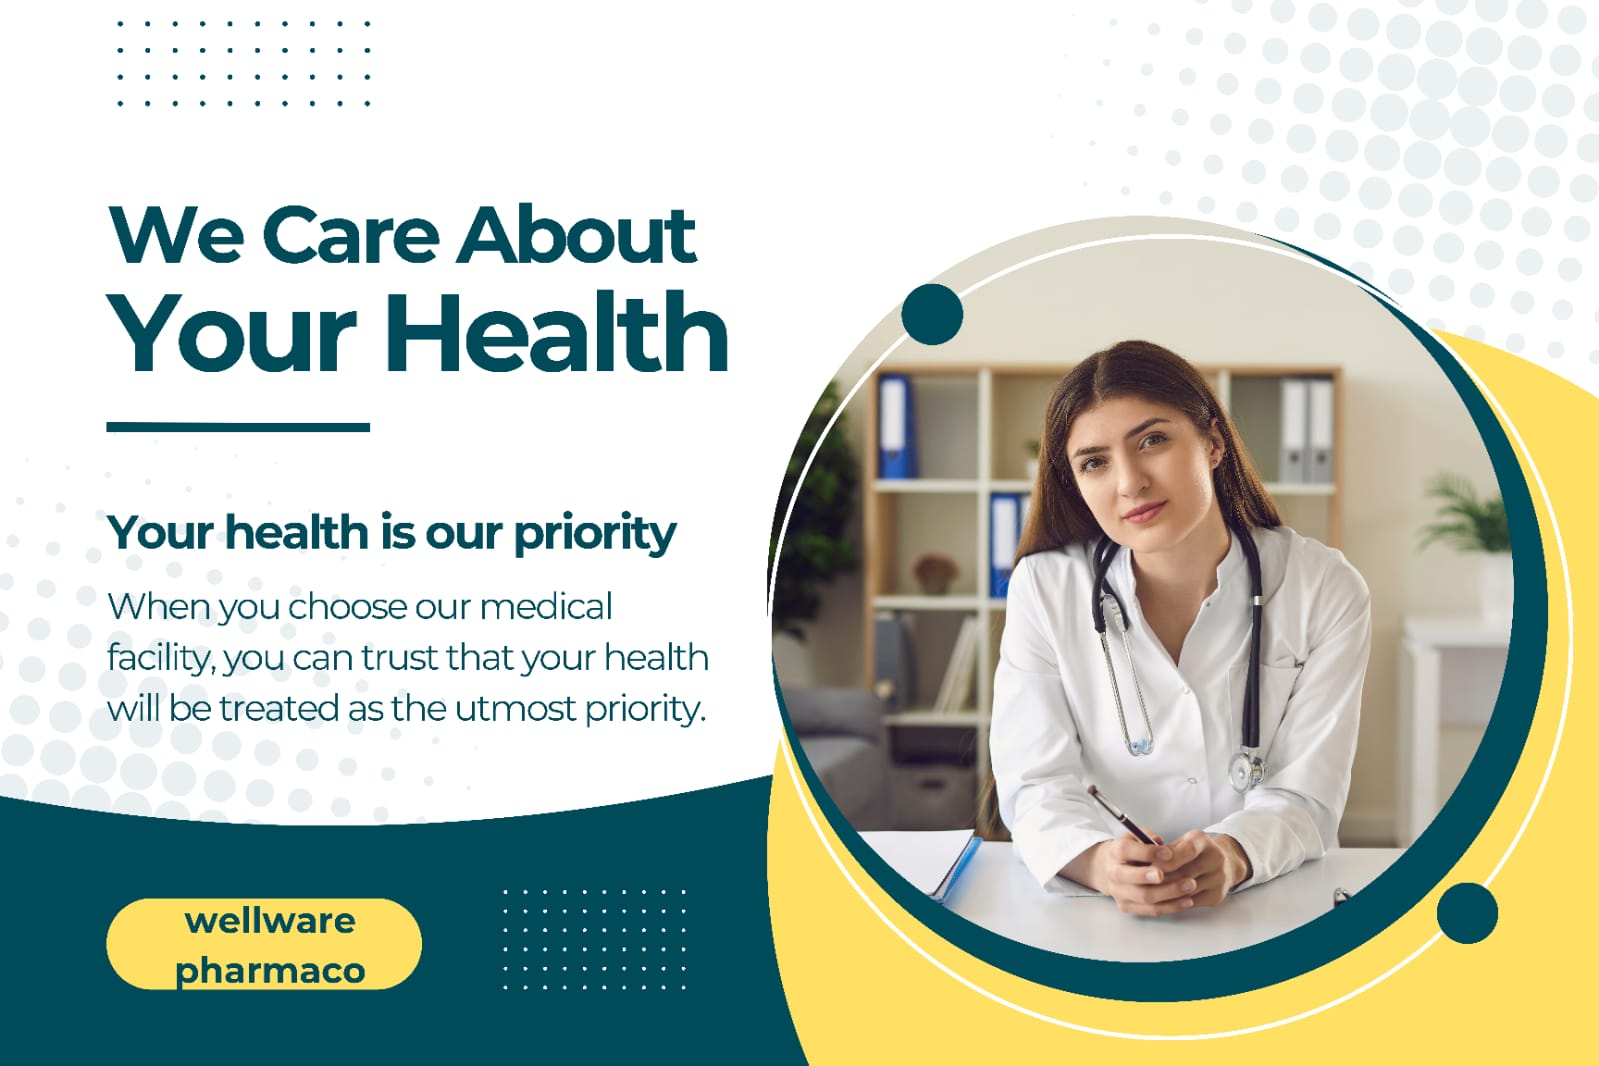 We Care About
Your Health
Your health is our priority
When you choose our medical
facility, you can trust that your health
will be treated as the utmost priority.
wellware
pharmaco